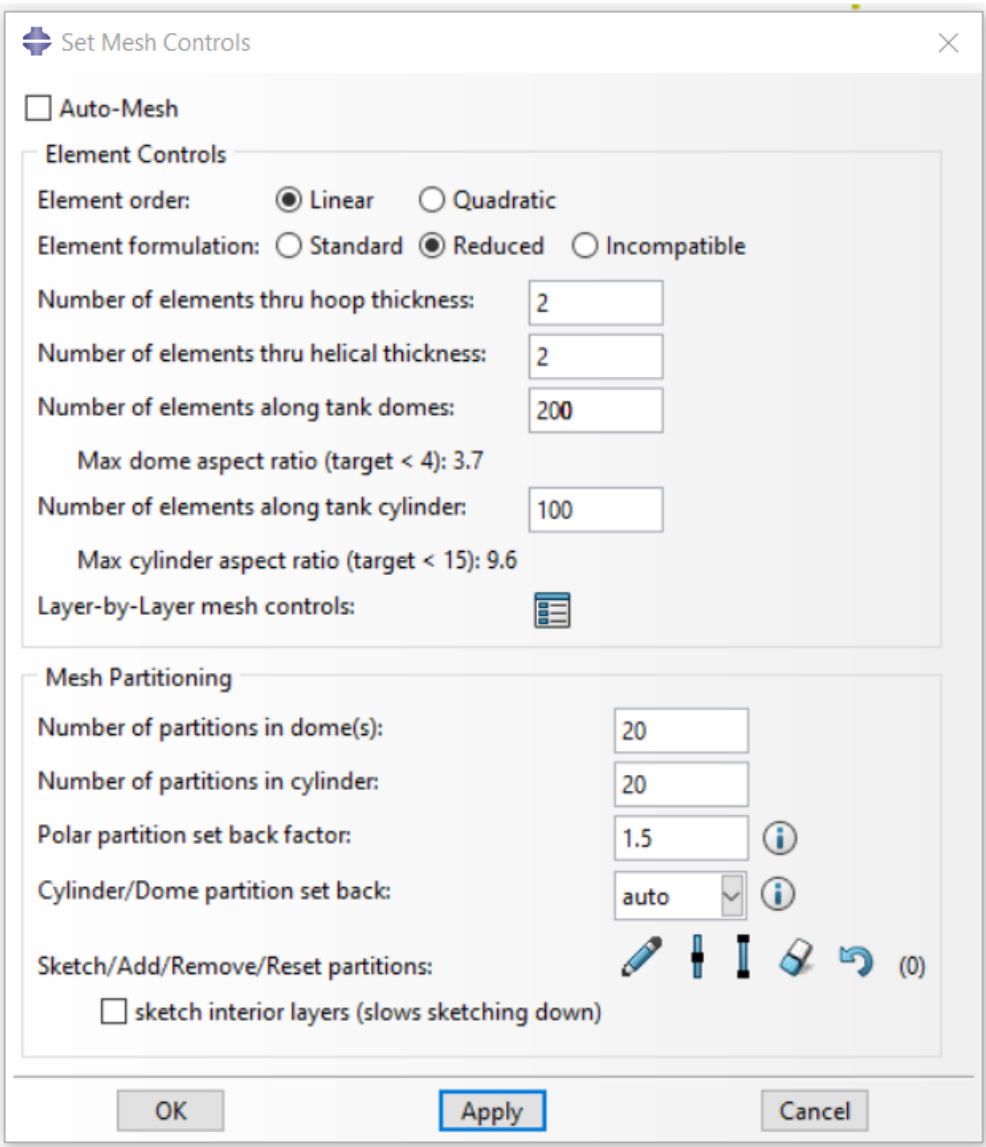 Set Mesh Controls
Auto-Mesh
Element Controls
Element order: Linear Quadratic
Element formulation: Standard Reduced Incompatible
Number of elements thru hoop thickness: 2
Number of elements thru helical thickness: 2
Number of elements along tank domes: 200
Max dome aspect ratio (target < 4): 3.7
Number of elements along tank cylinder: 100
Max cylinder aspect ratio (target < 15): 9.6
Layer-by-Layer mesh controls:
Mesh Partitioning
Number of partitions in dome(s): 20
Number of partitions in cylinder: 20
Polar partition set back factor: 1.5
Cylinder/Dome partition set back: auto
Sketch/Add/Remove/Reset partitions: (0)
sketch interior layers (slows sketching down)
OK Apply Cancel